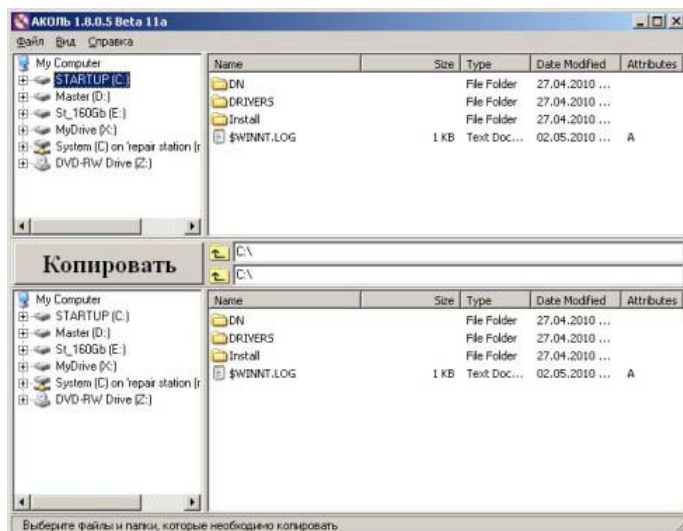 АКОЛЬ 1.8.0.5 Beta 11a
Файл Вид Справка
My Computer
STARTUP (C:)
Master (D:)
St_160Gb (E:)
MyDrive (X:)
System (C) on 'repair station (r
DVD-RW Drive (Z:)
Name Size Type Date Modified Attributes
DN File Folder 27.04.2010 ...
DRIVERS File Folder 27.04.2010 ...
Install File Folder 27.04.2010 ...
$WINNT.LOG 1 KB Text Doc... 02.05.2010 ... A
Копировать
C:\
C:\
My Computer
STARTUP (C:)
Master (D:)
St_160Gb (E:)
MyDrive (X:)
System (C) on 'repair station (r
DVD-RW Drive (Z:)
Name Size Type Date Modified Attributes
DN File Folder 27.04.2010 ...
DRIVERS File Folder 27.04.2010 ...
Install File Folder 27.04.2010 ...
$WINNT.LOG 1 KB Text Doc... 02.05.2010 ... A
Выберите файлы и папки, которые необходимо копировать